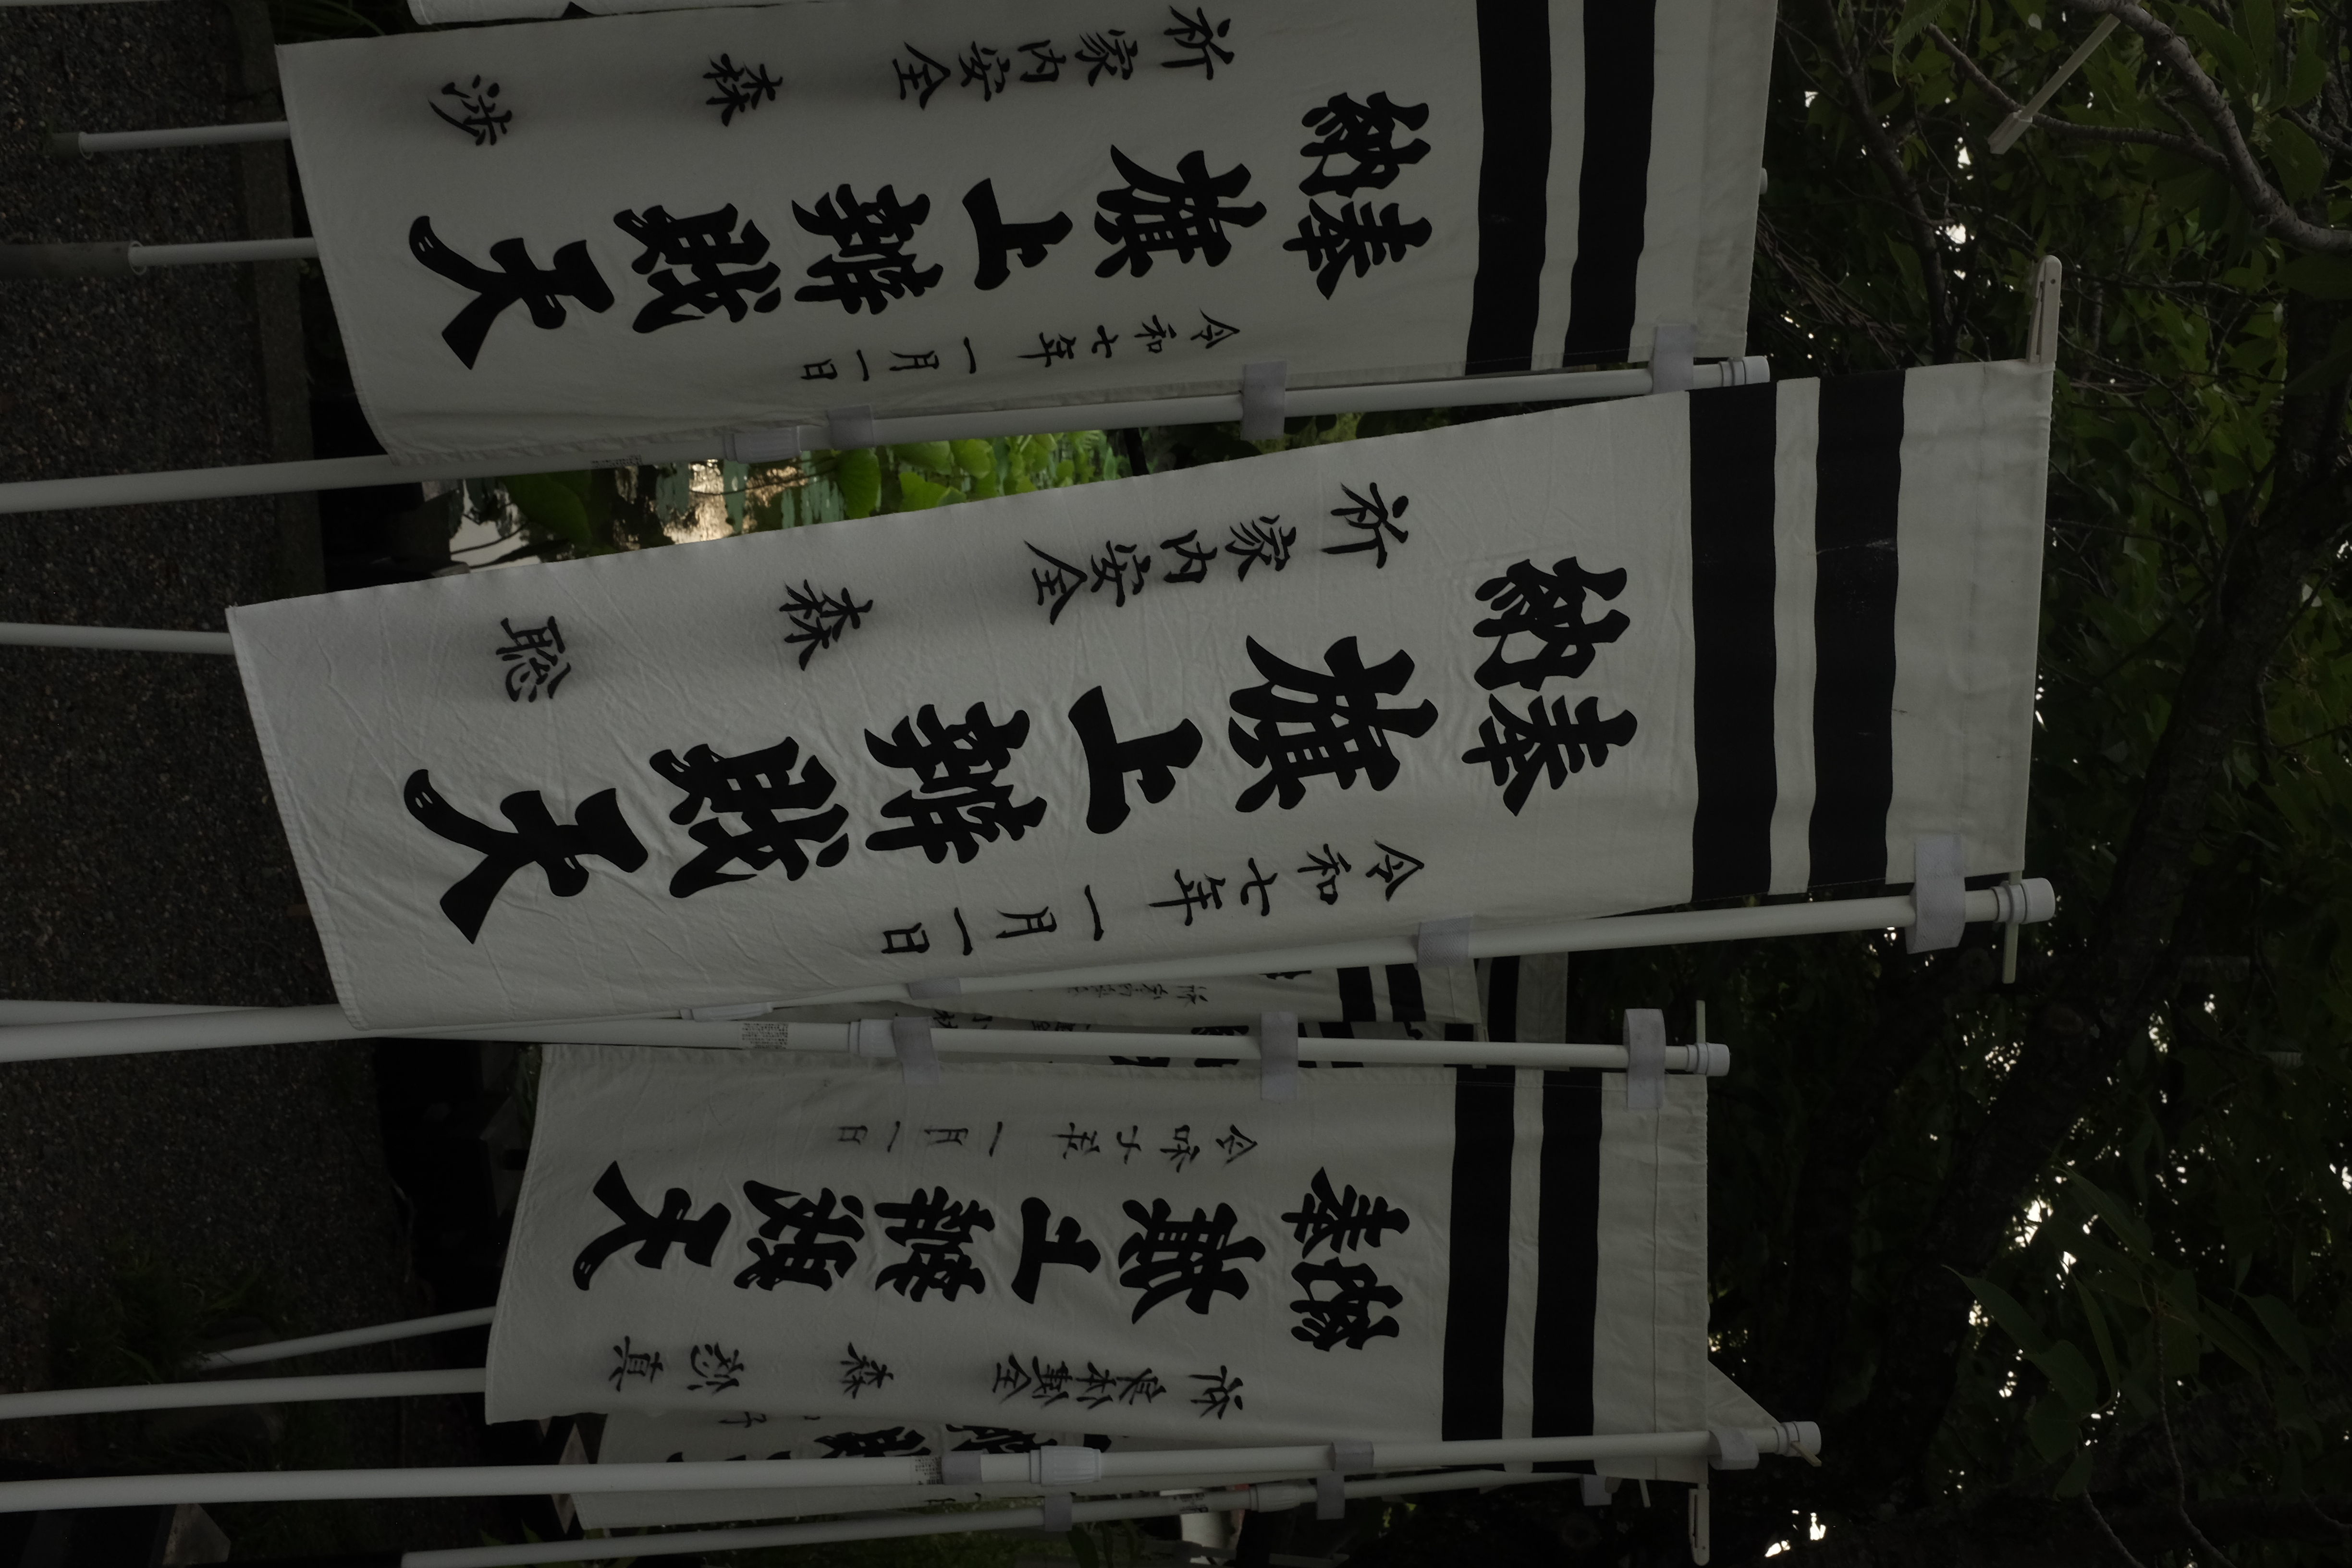 奉納
旗上辨財天
令和七年 一月一日
祈 家内安全 森 聡
奉納
旗上辨財天
令和七年 一月一日
祈 家内安全 森 渉
奉納
旗上辨財天
令和七年 一月一日
祈 身体健全 森 悠真